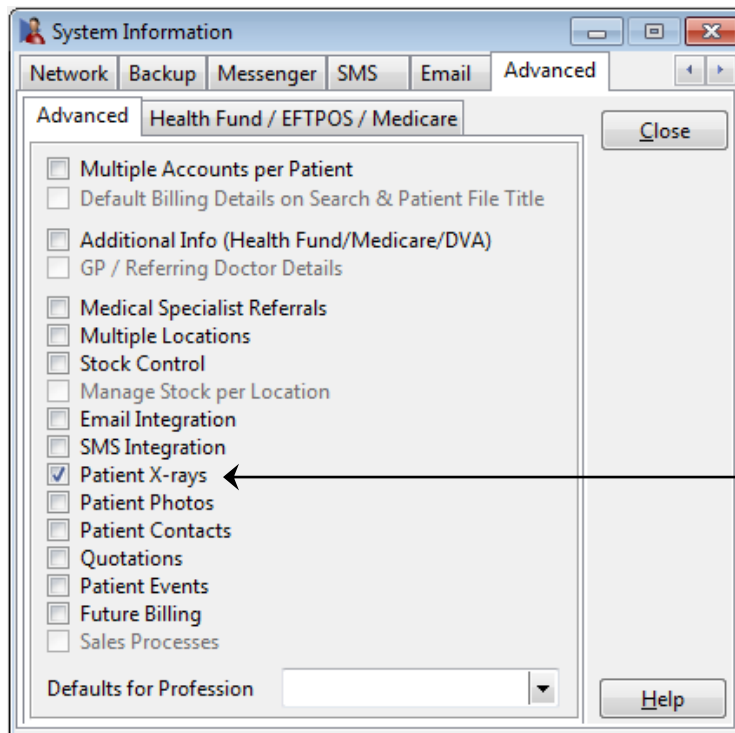 System Information
Network Backup Messenger SMS Email Advanced
Advanced Health Fund / EFTPOS / Medicare
Close
Multiple Accounts per Patient
Default Billing Details on Search & Patient File Title
Additional Info (Health Fund/Medicare/DVA)
GP / Referring Doctor Details
Medical Specialist Referrals
Multiple Locations
Stock Control
Manage Stock per Location
Email Integration
SMS Integration
Patient X-rays
Patient Photos
Patient Contacts
Quotations
Patient Events
Future Billing
Sales Processes
Defaults for Profession
Help